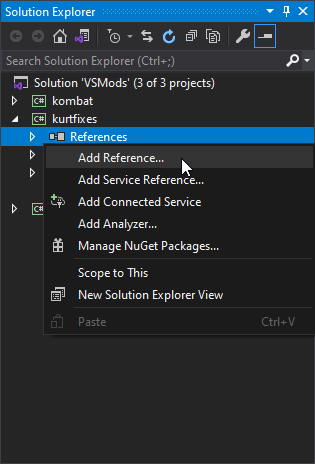 Solution Explorer
Search Solution Explorer (Ctrl+;)
Solution 'VSMods' (3 of 3 projects)
C# kombat
C# kurtfixes
References
Add Reference...
Add Service Reference...
Add Connected Service
Add Analyzer...
Manage NuGet Packages...
Scope to This
New Solution Explorer View
Paste Ctrl+V